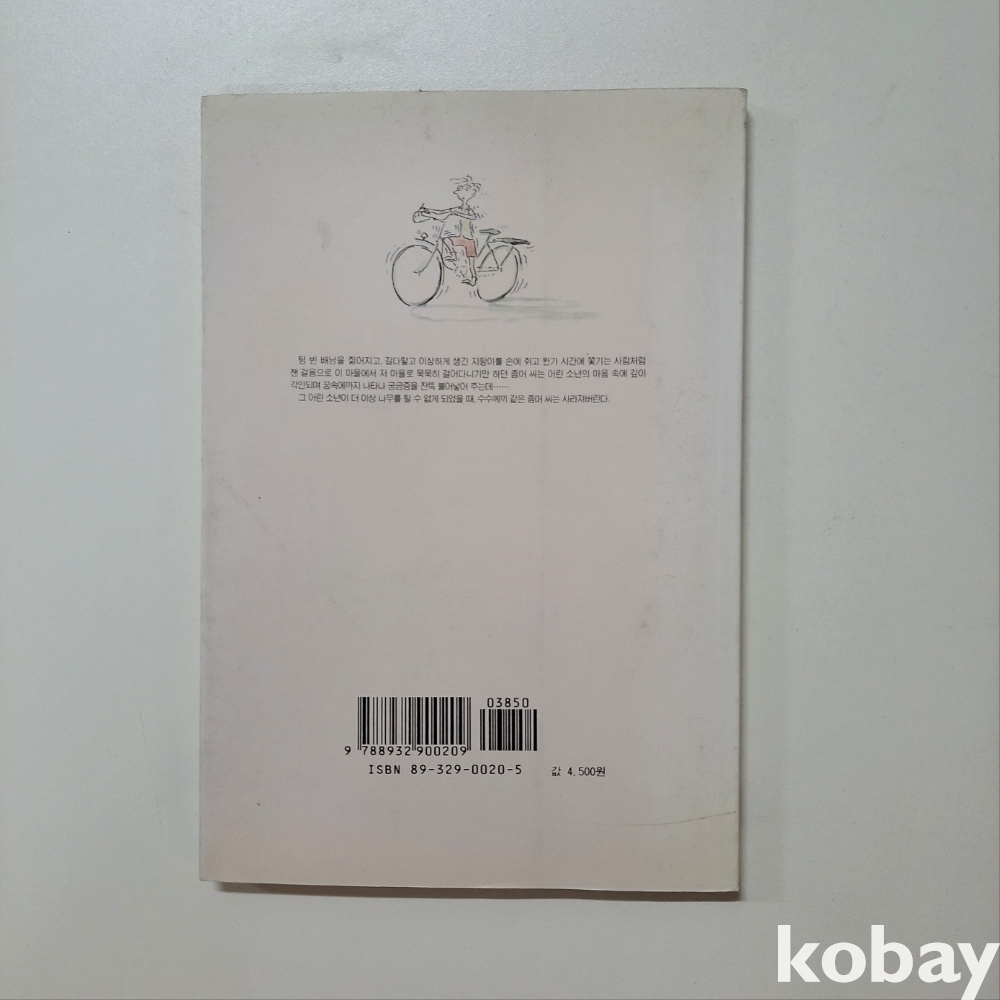 텅 빈 배낭을 짊어지고, 길다랗고 이상하게 생긴 지팡이를 손에 쥐고 뭔가 시간에 쫓기는 사람처럼
잰 걸음으로 이 마을에서 저 마을로 묵묵히 걸어다니기만 하던 좀머 씨는 어린 소년의 마음 속에 깊이
각인되며 꿈속에까지 나타나 궁금증을 잔뜩 불어넣어 주는데……
그 어린 소년이 더 이상 나무를 탈 수 없게 되었을 때, 수수께끼 같은 좀머 씨는 사라져버린다.
03850
9 788932 900209
ISBN 89-329-0020-5 값 4,500원
kobay